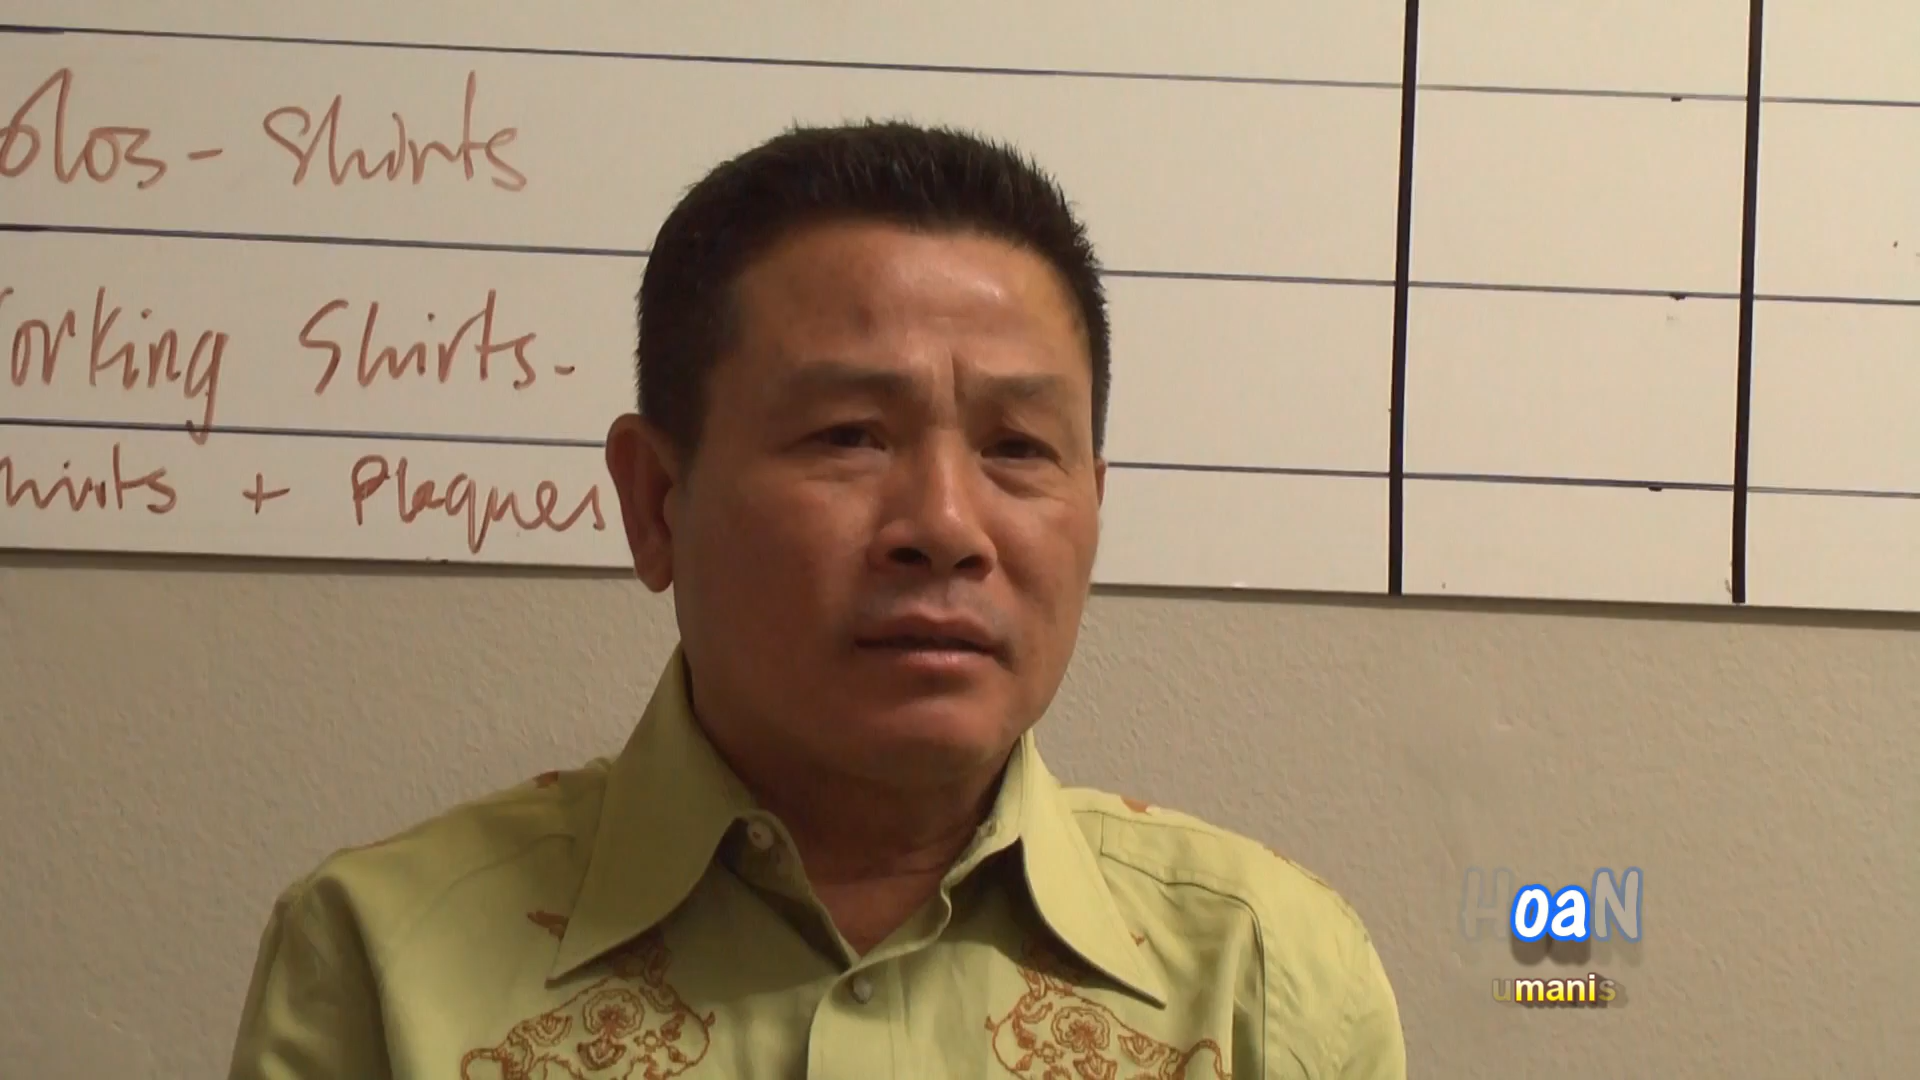 olos - Shirts
orking Shirts-
hirts + Plaques
HoaN
umanis